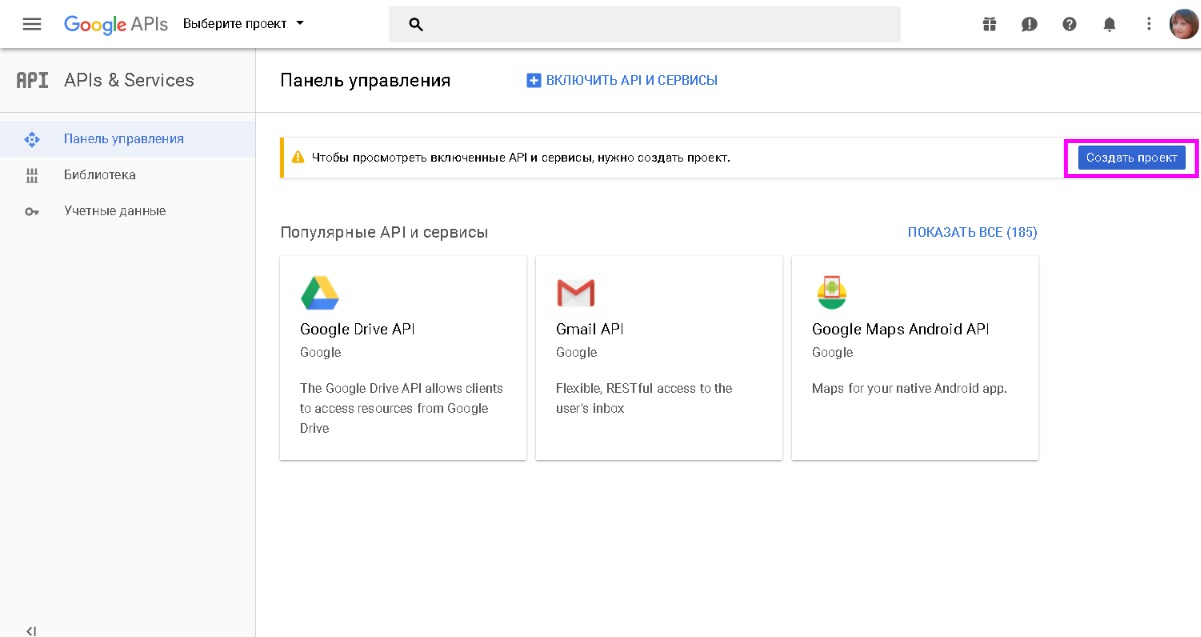 Google APIs Выберите проект
API APIs & Services
Панель управления
ВКЛЮЧИТЬ API И СЕРВИСЫ
Панель управления
Библиотека
Учетные данные
Чтобы просмотреть включенные API и сервисы, нужно создать проект.
Создать проект
Популярные API и сервисы
ПОКАЗАТЬ ВСЕ (185)
Google Drive API
Google
The Google Drive API allows clients
to access resources from Google
Drive
Gmail API
Google
Flexible, RESTful access to the
user's inbox
Google Maps Android API
Google
Maps for your native Android app.